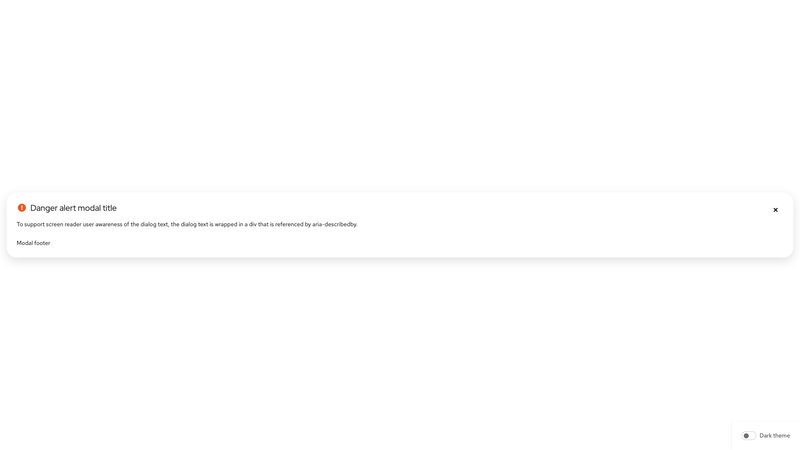 Danger alert modal title
To support screen reader user awareness of the dialog text, the dialog text is wrapped in a div that is referenced by aria-describedby.
Modal footer
Dark theme